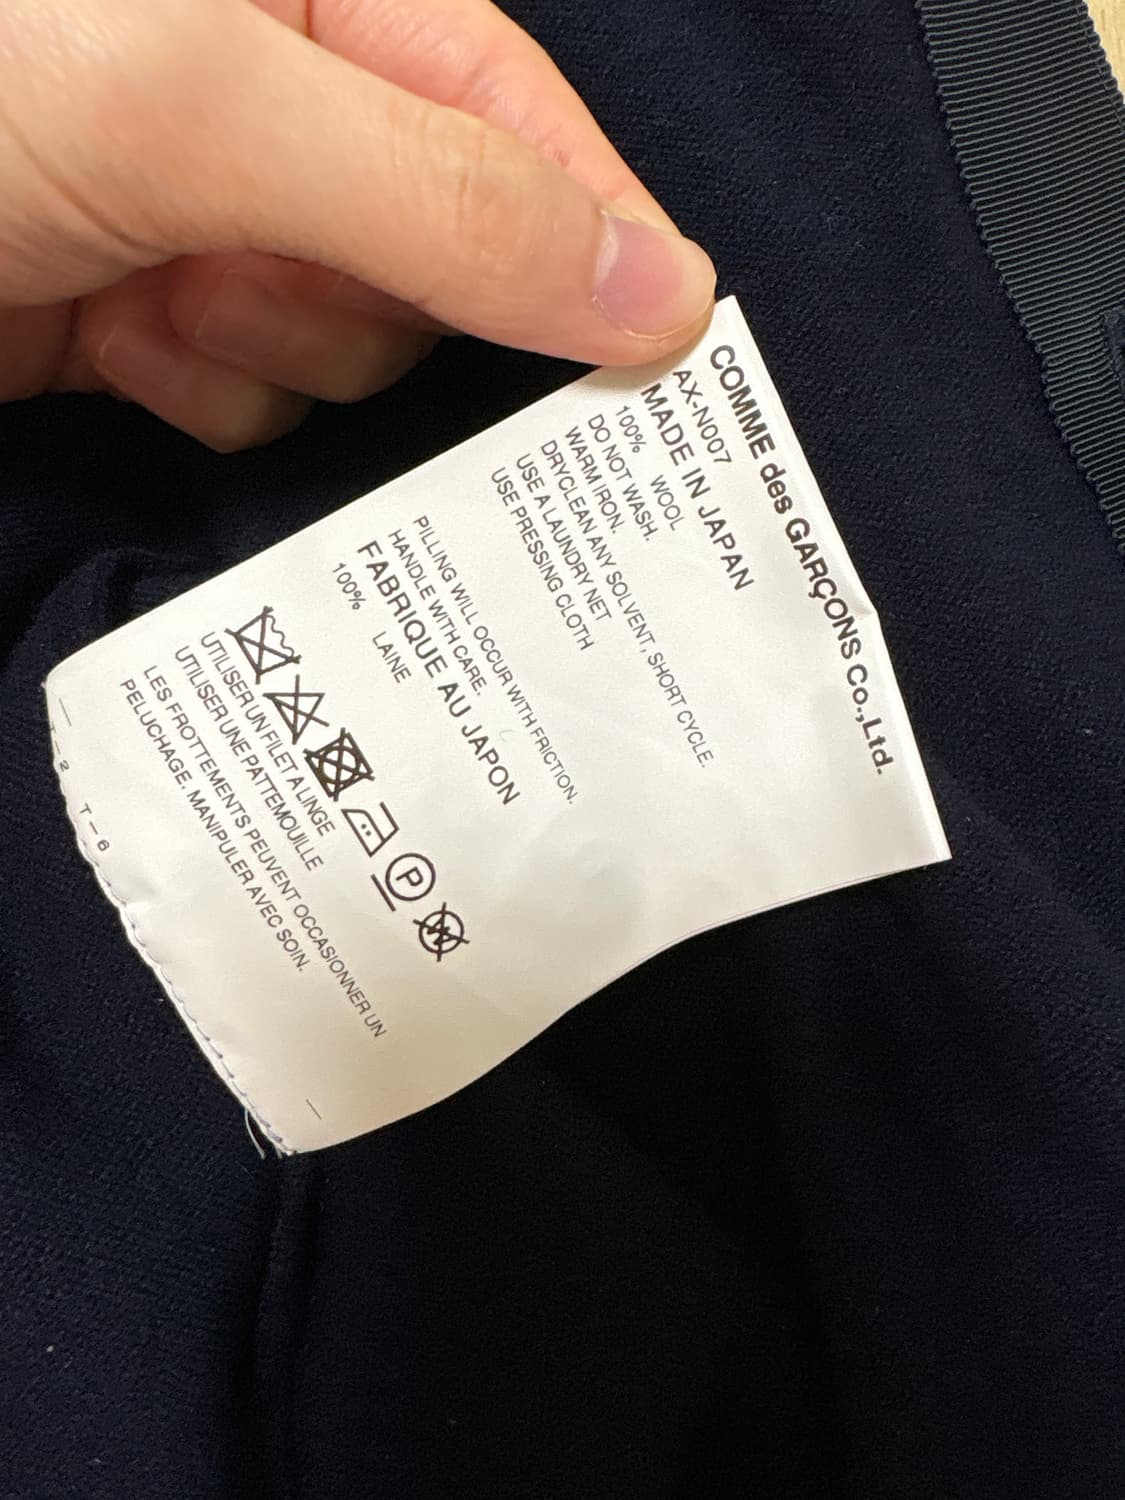 COMME des GARÇONS Co.,Ltd.
AX-N007
MADE IN JAPAN
100% WOOL
DO NOT WASH.
WARM IRON.
DRYCLEAN ANY SOLVENT, SHORT CYCLE.
USE A LAUNDRY NET
USE PRESSING CLOTH
PILLING WILL OCCUR WITH FRICTION.
HANDLE WITH CARE.
FABRIQUE AU JAPON
100% LAINE
P
W
UTILISER UN FILET A LINGE
UTILISER UNE PATTEMOUILLE
LES FROTTEMENTS PEUVENT OCCASIONNER UN
PELUCHAGE. MANIPULER AVEC SOIN.
T-6